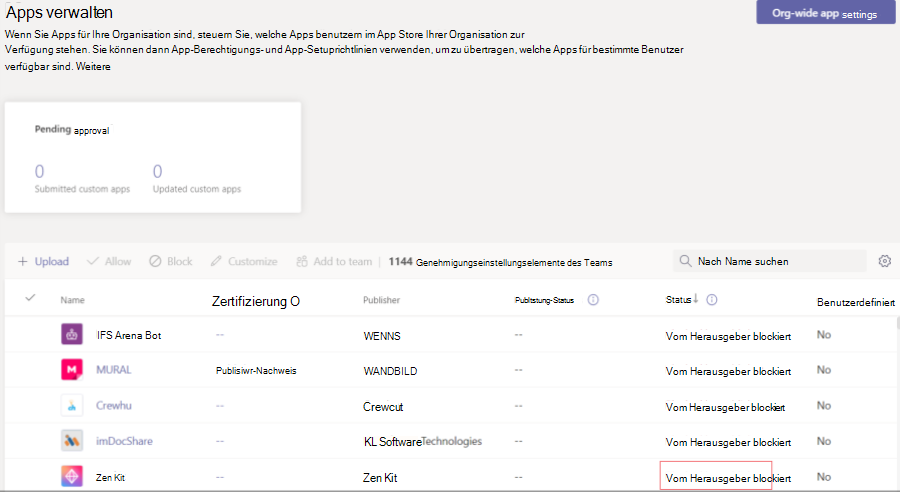 Apps verwalten
Org-wide app settings
Wenn Sie Apps für Ihre Organisation sind, steuern Sie, welche Apps benutzem im App Store Ihrer Organisation zur
Verfügung stehen. Sie können dann App-Berechtigungs- und App-Setuprichtlinien verwenden, um zu übertragen, welche Apps für bestimmte Benutzer
verfügbar sind. Weitere
Pending approval
0 0
Submitted custom apps Updated custom apps
+ Upload Allow Block Customize Add to team | 1144 Genehmigungseinstellungselemente des Teams Nach Name suchen
Name Zertifizierung O Publisher Publtstung-Status Status↓ Benutzerdefiniert
IFS Arena Bot -- WENNS -- Vom Herausgeber blockiert No
MURAL Publisiwr-Nachweis WANDBILD -- Vom Herausgeber blockiert No
Crewhu -- Crewcut -- Vom Herausgeber blockiert No
imDocShare -- KL Software Technologies -- Vom Herausgeber blockiert No
Zen Kit -- Zen Kit -- Vom Herausgeber blockiert No